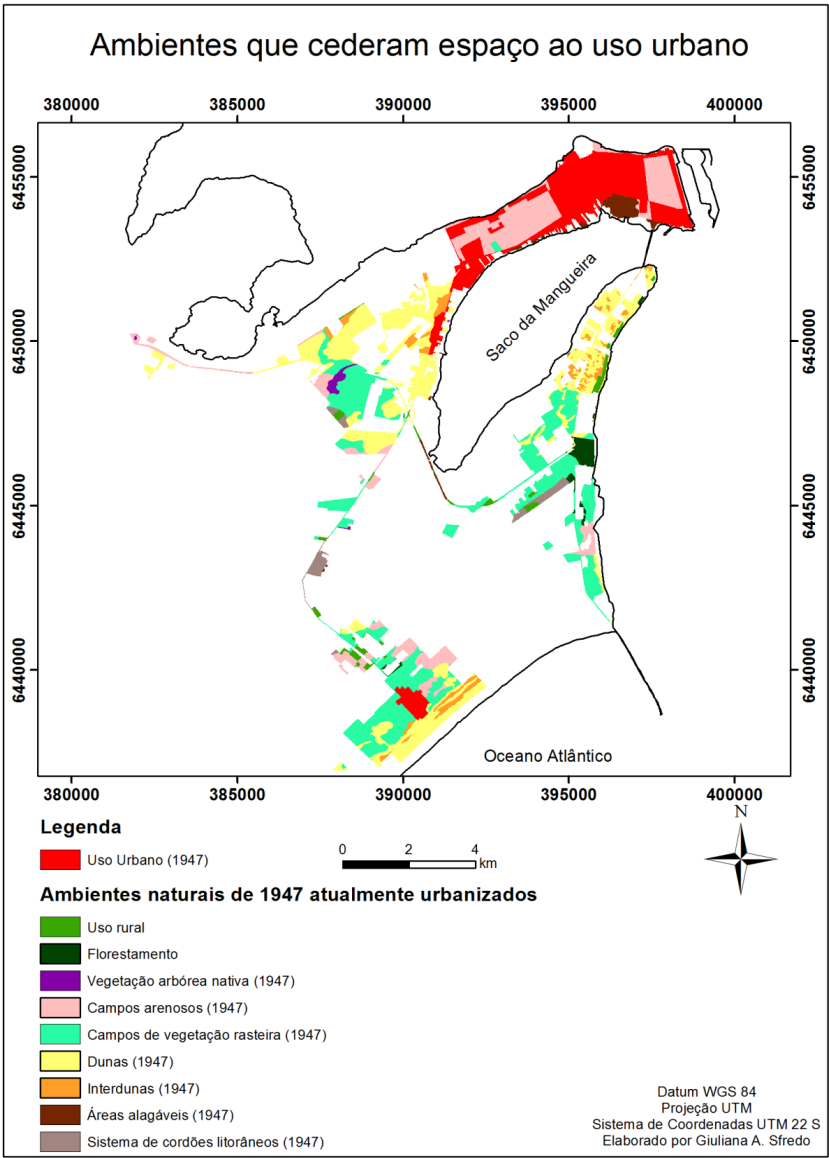 Ambientes que cederam espaço ao uso urbano
380000 385000 390000 395000 400000
6455000 6455000
Saco da Mangueira
6450000 6450000
6445000 6445000
6440000 6440000
Oceano Atlântico
380000 385000 390000 395000 400000
Legenda
Uso Urbano (1947)
0 2 4
km
N
Ambientes naturais de 1947 atualmente urbanizados
Uso rural
Florestamento
Vegetação arbórea nativa (1947)
Campos arenosos (1947)
Campos de vegetação rasteira (1947)
Dunas (1947)
Interdunas (1947)
Áreas alagáveis (1947)
Sistema de cordões litorâneos (1947)
Datum WGS 84
Projeção UTM
Sistema de Coordenadas UTM 22 S
Elaborado por Giuliana A. Sfredo